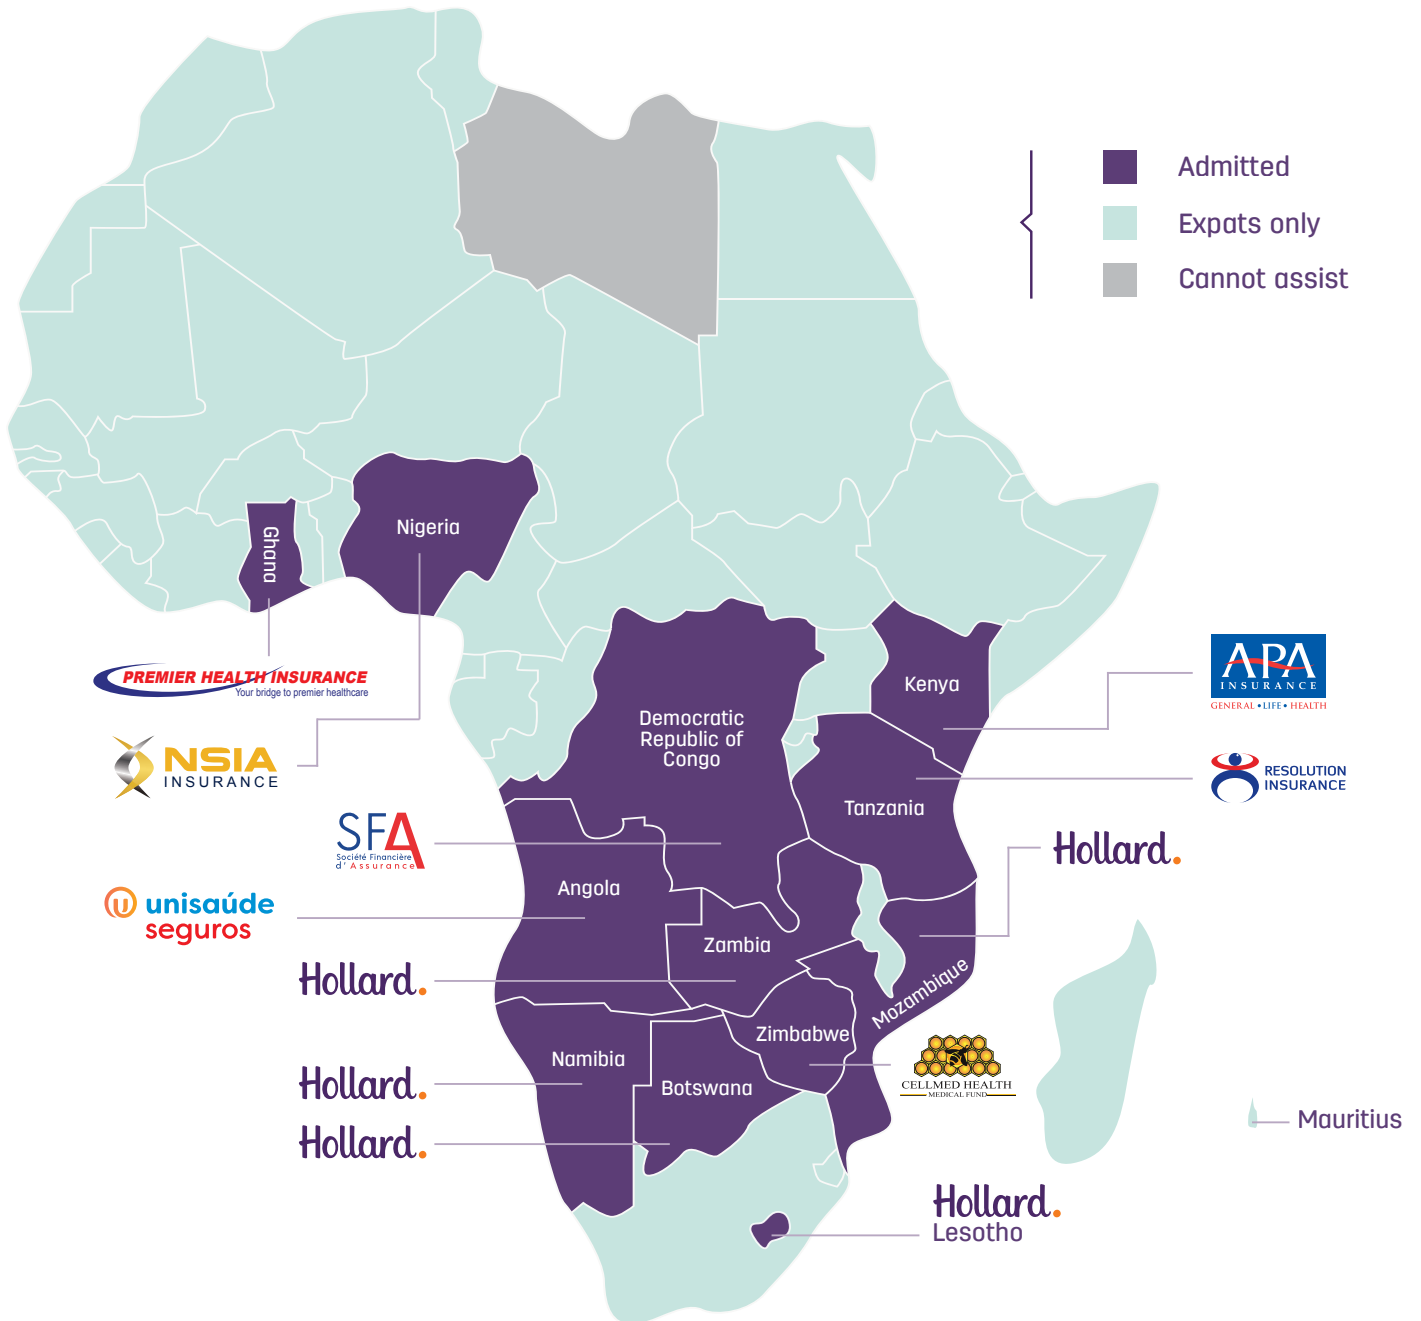 Admitted
Expats only
Cannot assist
Ghana
Nigeria
PREMIER HEALTH INSURANCE
Your bridge to premier healthcare
NSIA
INSURANCE
Kenya
APA
INSURANCE
GENERAL • LIFE • HEALTH
Democratic
Republic of
Congo
RESOLUTION
INSURANCE
Tanzania
SFA
Société Financière
d' Assurance
Hollard.
Angola
unisaúde
seguros
Zambia
Hollard.
Mozambique
Zimbabwe
CELLMED HEALTH
MEDICAL FUND
Namibia
Hollard.
Botswana
Hollard.
Mauritius
Hollard.
Lesotho